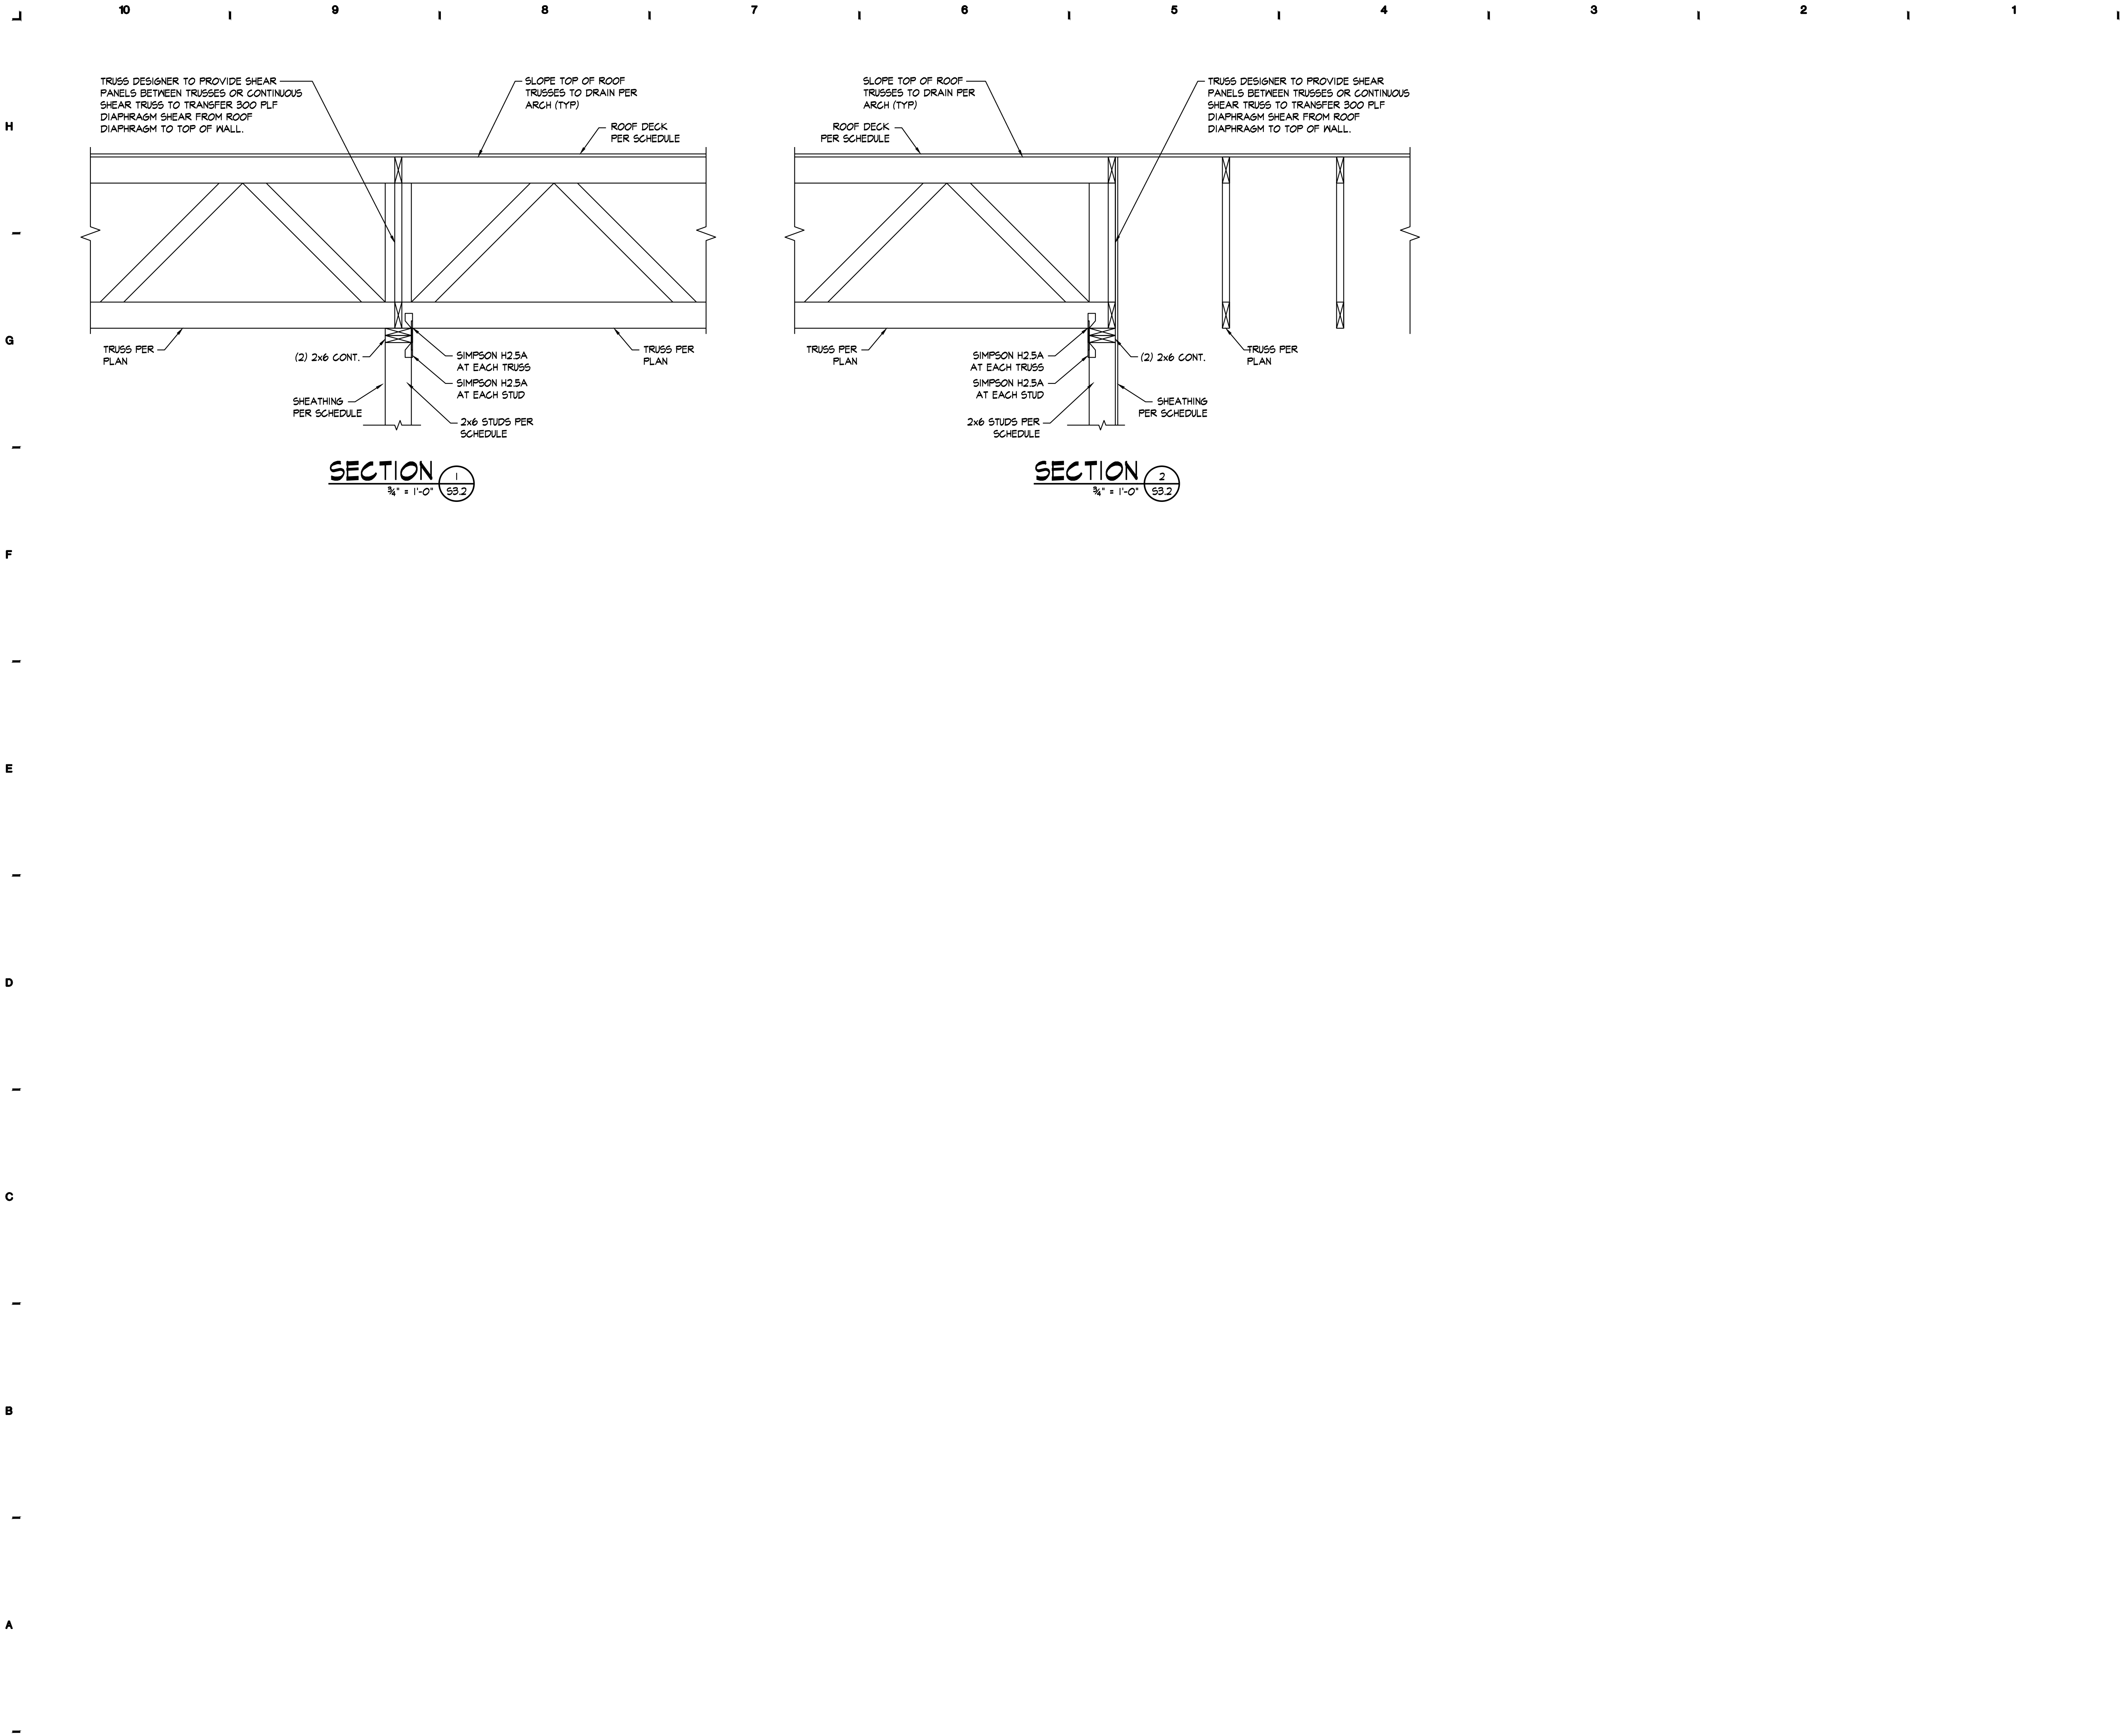 10 9 8 7 6 5 4 3 2 1
TRUSS DESIGNER TO PROVIDE SHEAR
PANELS BETWEEN TRUSSES OR CONTINUOUS
SHEAR TRUSS TO TRANSFER 300 PLF
DIAPHRAGM SHEAR FROM ROOF
DIAPHRAGM TO TOP OF WALL.
SLOPE TOP OF ROOF
TRUSSES TO DRAIN PER
ARCH (TYP)
ROOF DECK
PER SCHEDULE
TRUSS PER
PLAN
(2) 2x6 CONT.
SIMPSON H2.5A
AT EACH TRUSS
SIMPSON H2.5A
AT EACH STUD
TRUSS PER
PLAN
SHEATHING
PER SCHEDULE
2x6 STUDS PER
SCHEDULE
SECTION
3/4" = 1'-0"
1
S3.2
SLOPE TOP OF ROOF
TRUSSES TO DRAIN PER
ARCH (TYP)
ROOF DECK
PER SCHEDULE
TRUSS DESIGNER TO PROVIDE SHEAR
PANELS BETWEEN TRUSSES OR CONTINUOUS
SHEAR TRUSS TO TRANSFER 300 PLF
DIAPHRAGM SHEAR FROM ROOF
DIAPHRAGM TO TOP OF WALL.
TRUSS PER
PLAN
SIMPSON H2.5A
AT EACH TRUSS
SIMPSON H2.5A
AT EACH STUD
(2) 2x6 CONT.
TRUSS PER
PLAN
2x6 STUDS PER
SCHEDULE
SHEATHING
PER SCHEDULE
SECTION
3/4" = 1'-0"
2
S3.2
H
G
F
E
D
C
B
A